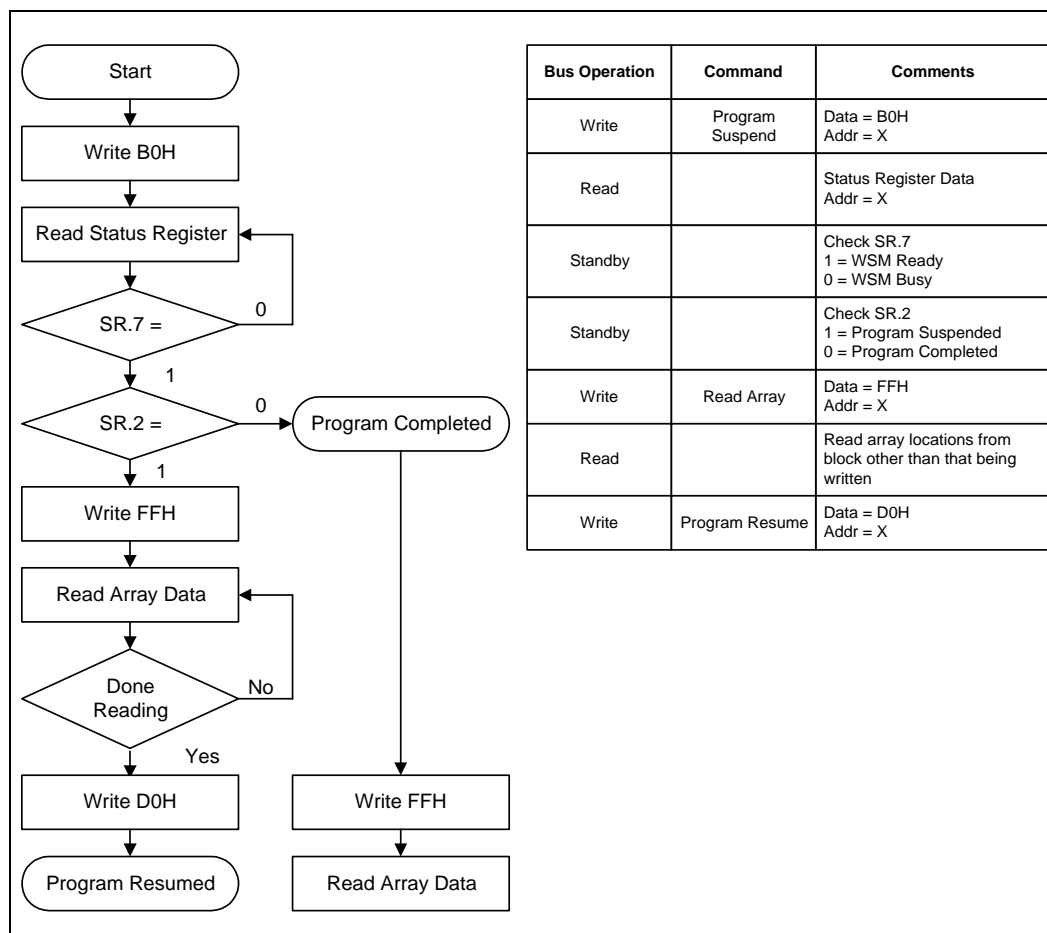 Start
Write B0H
Read Status Register
SR.7 =
0
1
SR.2 =
0
Program Completed
1
Write FFH
Read Array Data
Done
Reading
No
Yes
Write D0H
Write FFH
Program Resumed
Read Array Data
Bus Operation
Command
Comments
Write
Program
Suspend
Data = B0H
Addr = X
Read
Status Register Data
Addr = X
Standby
Check SR.7
1 = WSM Ready
0 = WSM Busy
Standby
Check SR.2
1 = Program Suspended
0 = Program Completed
Write
Read Array
Data = FFH
Addr = X
Read
Read array locations from
block other than that being
written
Write
Program Resume
Data = D0H
Addr = X